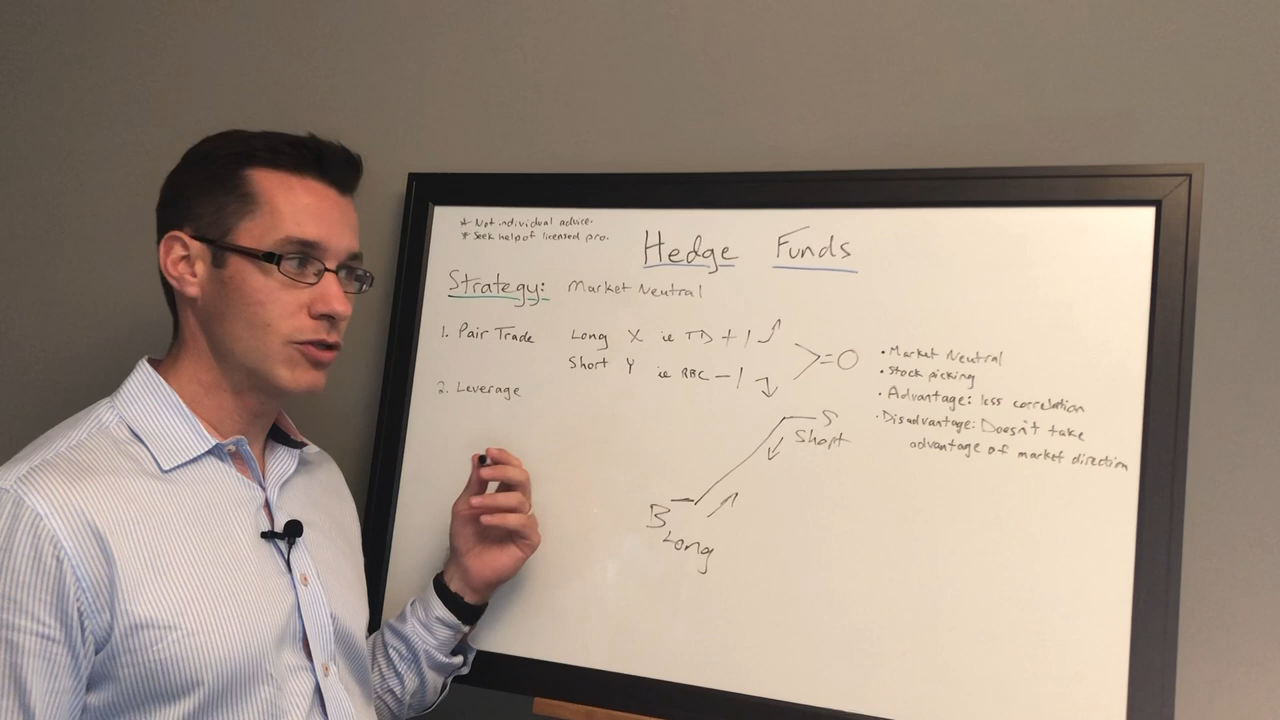 * Not individual advice.
* Seek help of licensed pro.
Hedge Funds
Strategy: Market Neutral
1. Pair Trade Long X ie TD +1
Short Y ie RBC -1
=0
2. Leverage
• Market Neutral
• Stock picking
• Advantage: less correlation
• Disadvantage: Doesn't take
advantage of market direction
S
Short
B
Long